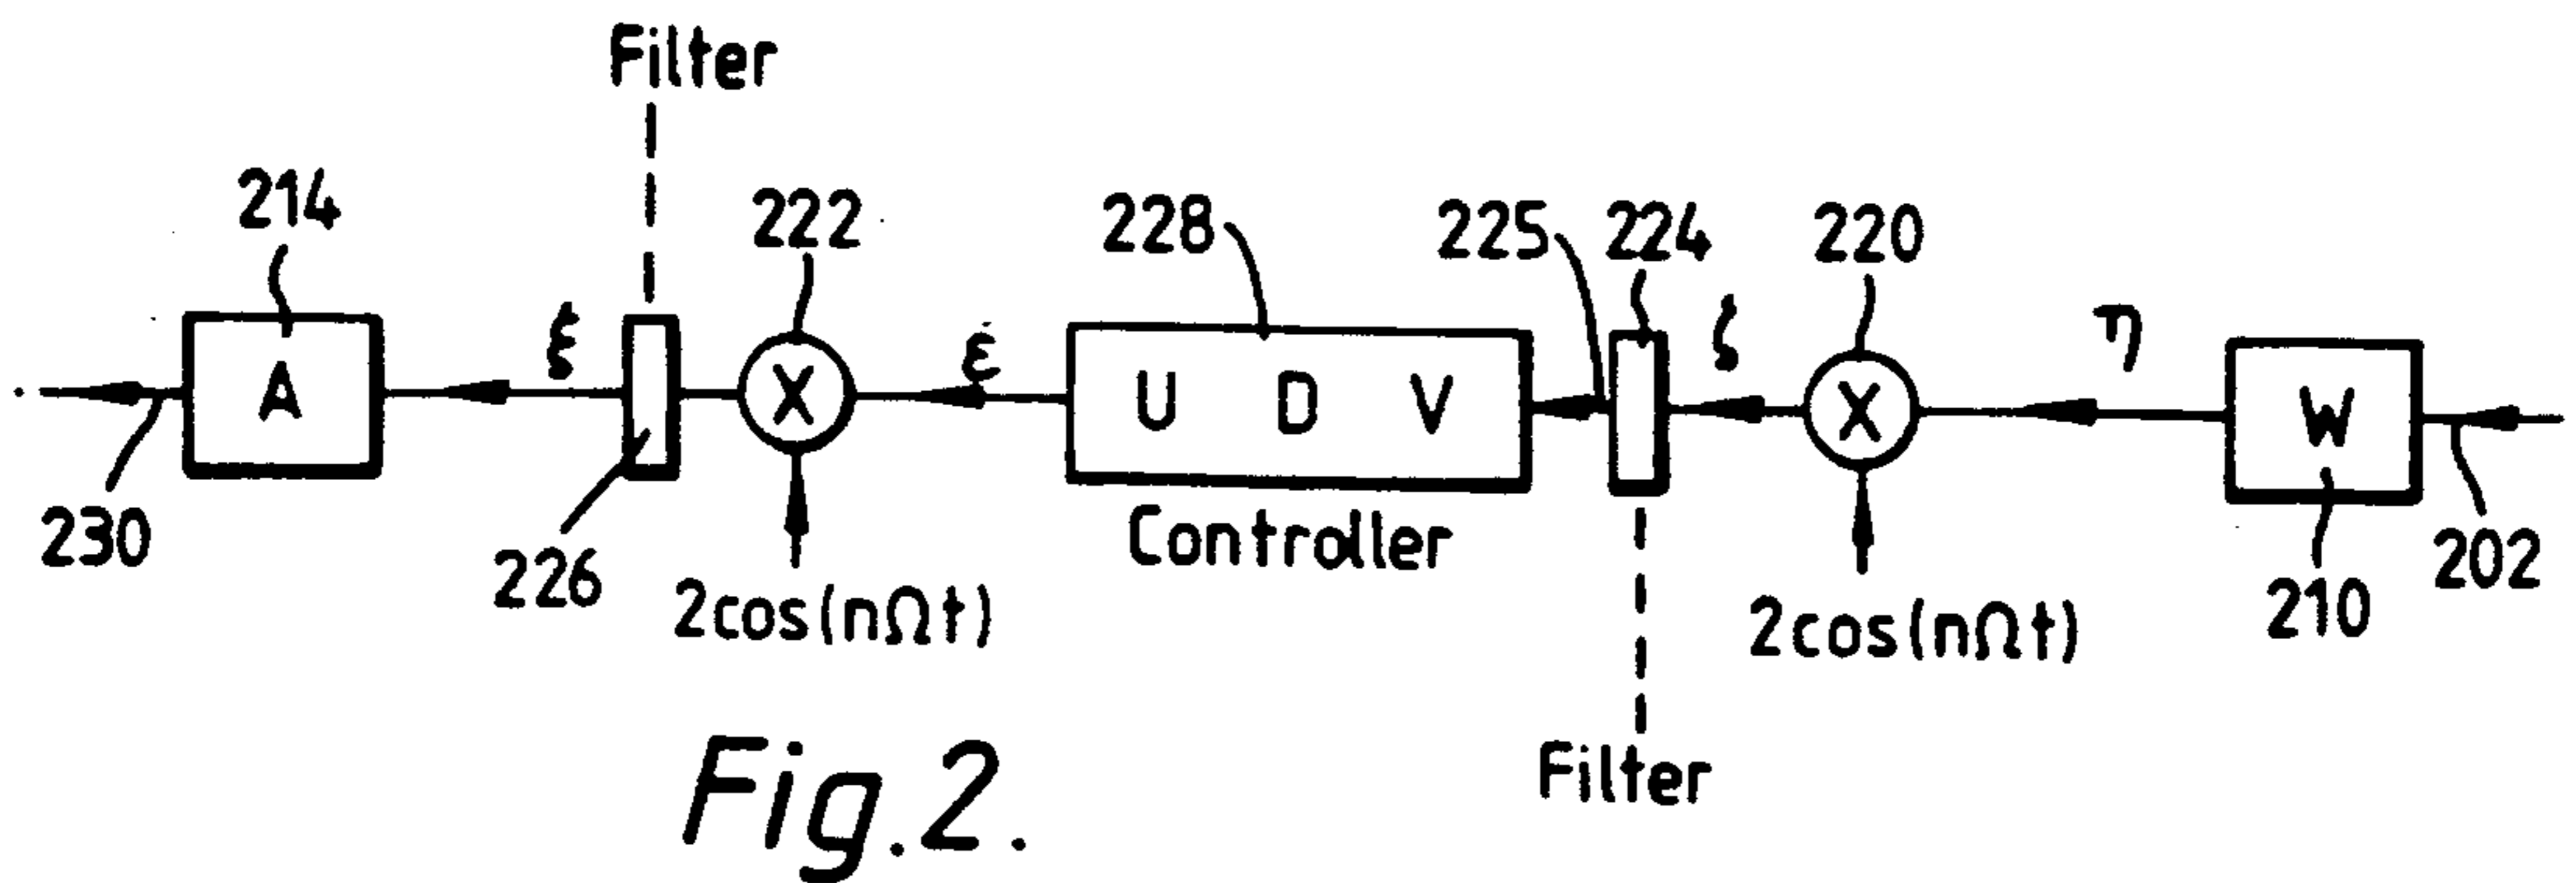 Filter
214
222
228
225
224
220
ξ
ε
ζ
η
A
X
U D V
X
W
230
226
2cos(nΩt)
Controller
2cos(nΩt)
210
202
Filter
Fig.2.